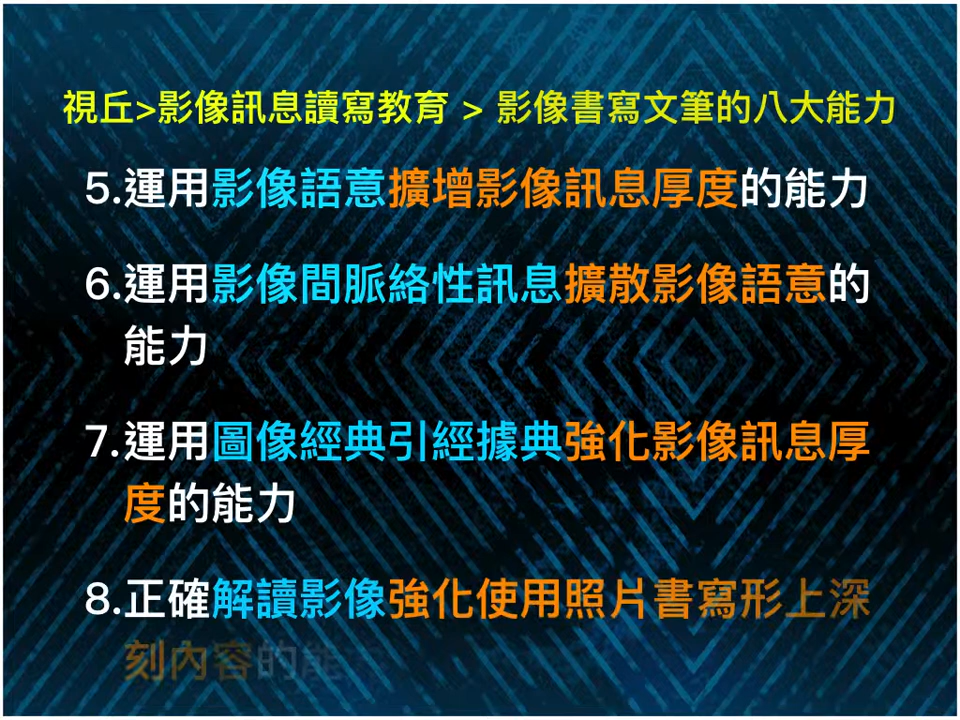 視丘>影像訊息讀寫教育 > 影像書寫文筆的八大能力
5.運用影像語意擴增影像訊息厚度的能力
6.運用影像間脈絡性訊息擴散影像語意的
能力
7.運用圖像經典引經據典強化影像訊息厚
度的能力
8.正確解讀影像強化使用照片書寫形上深
刻內容的能